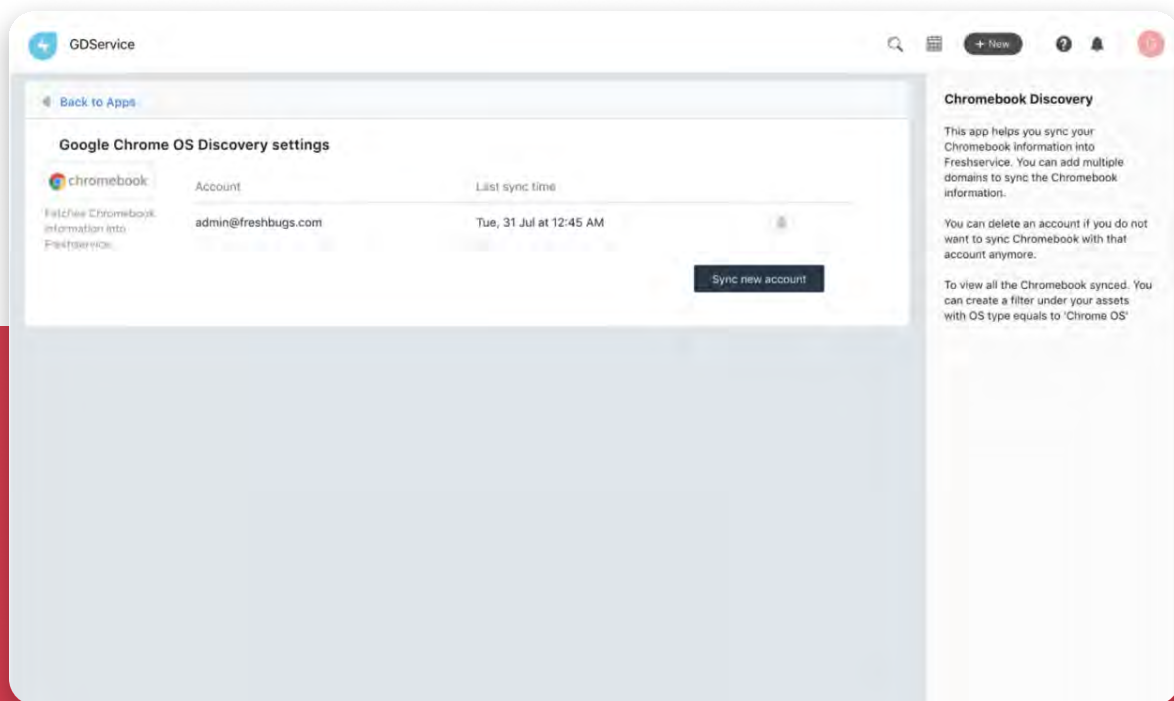 GDService
+ New
G
Back to Apps
Google Chrome OS Discovery settings
chromebook
Fetches Chromebook
information into
Freshservice.
Account
Last sync time
admin@freshbugs.com
Tue, 31 Jul at 12:45 AM
Sync new account
Chromebook Discovery
This app helps you sync your
Chromebook information into
Freshservice. You can add multiple
domains to sync the Chromebook
information.
You can delete an account if you do not
want to sync Chromebook with that
account anymore.
To view all the Chromebook synced. You
can create a filter under your assets
with OS type equals to 'Chrome OS'